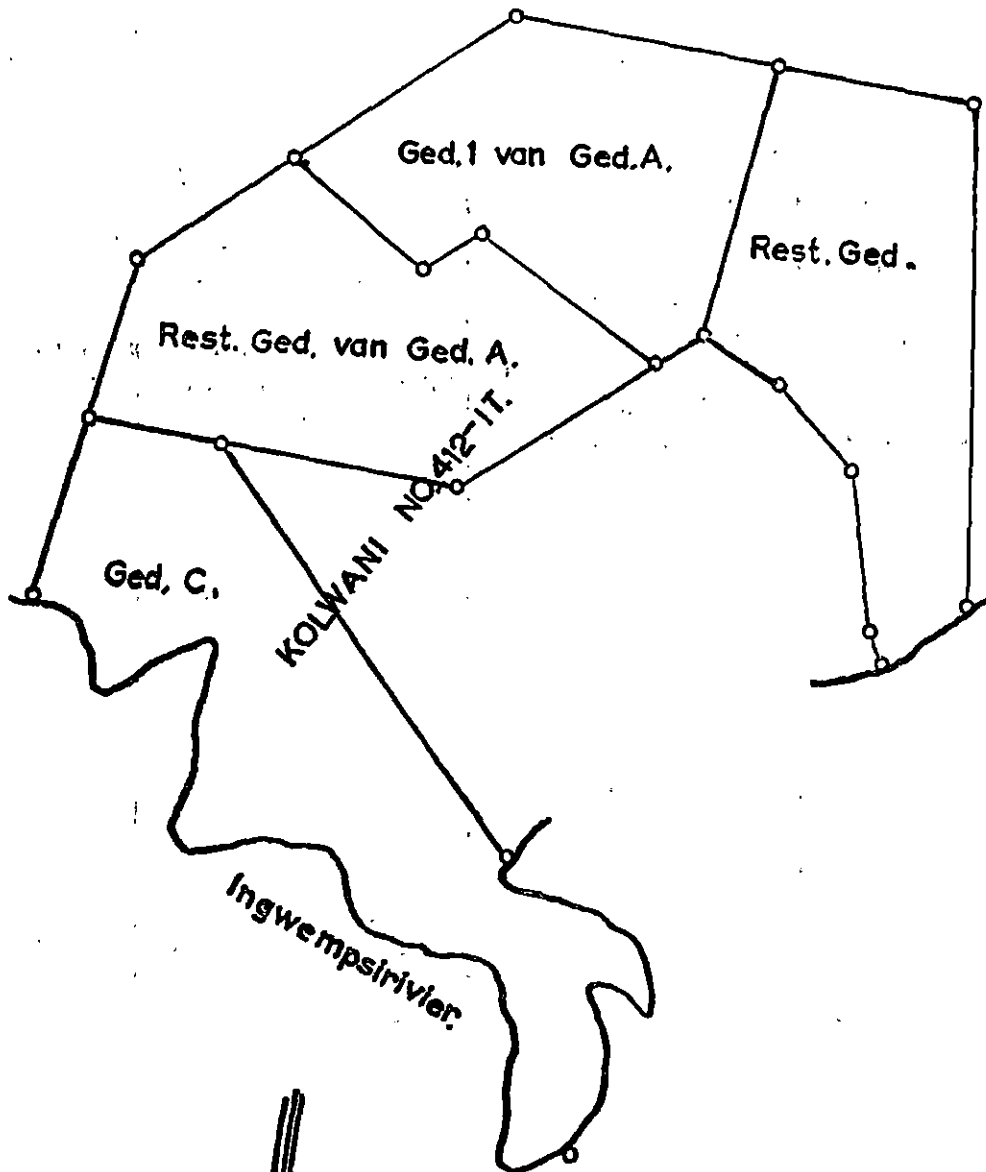 Ged. 1 van Ged. A.
Rest. Ged.
Rest. Ged. van Ged. A.
KOLWANI NO. 412-IT.
Ged. C.
Ingwempsirivier.